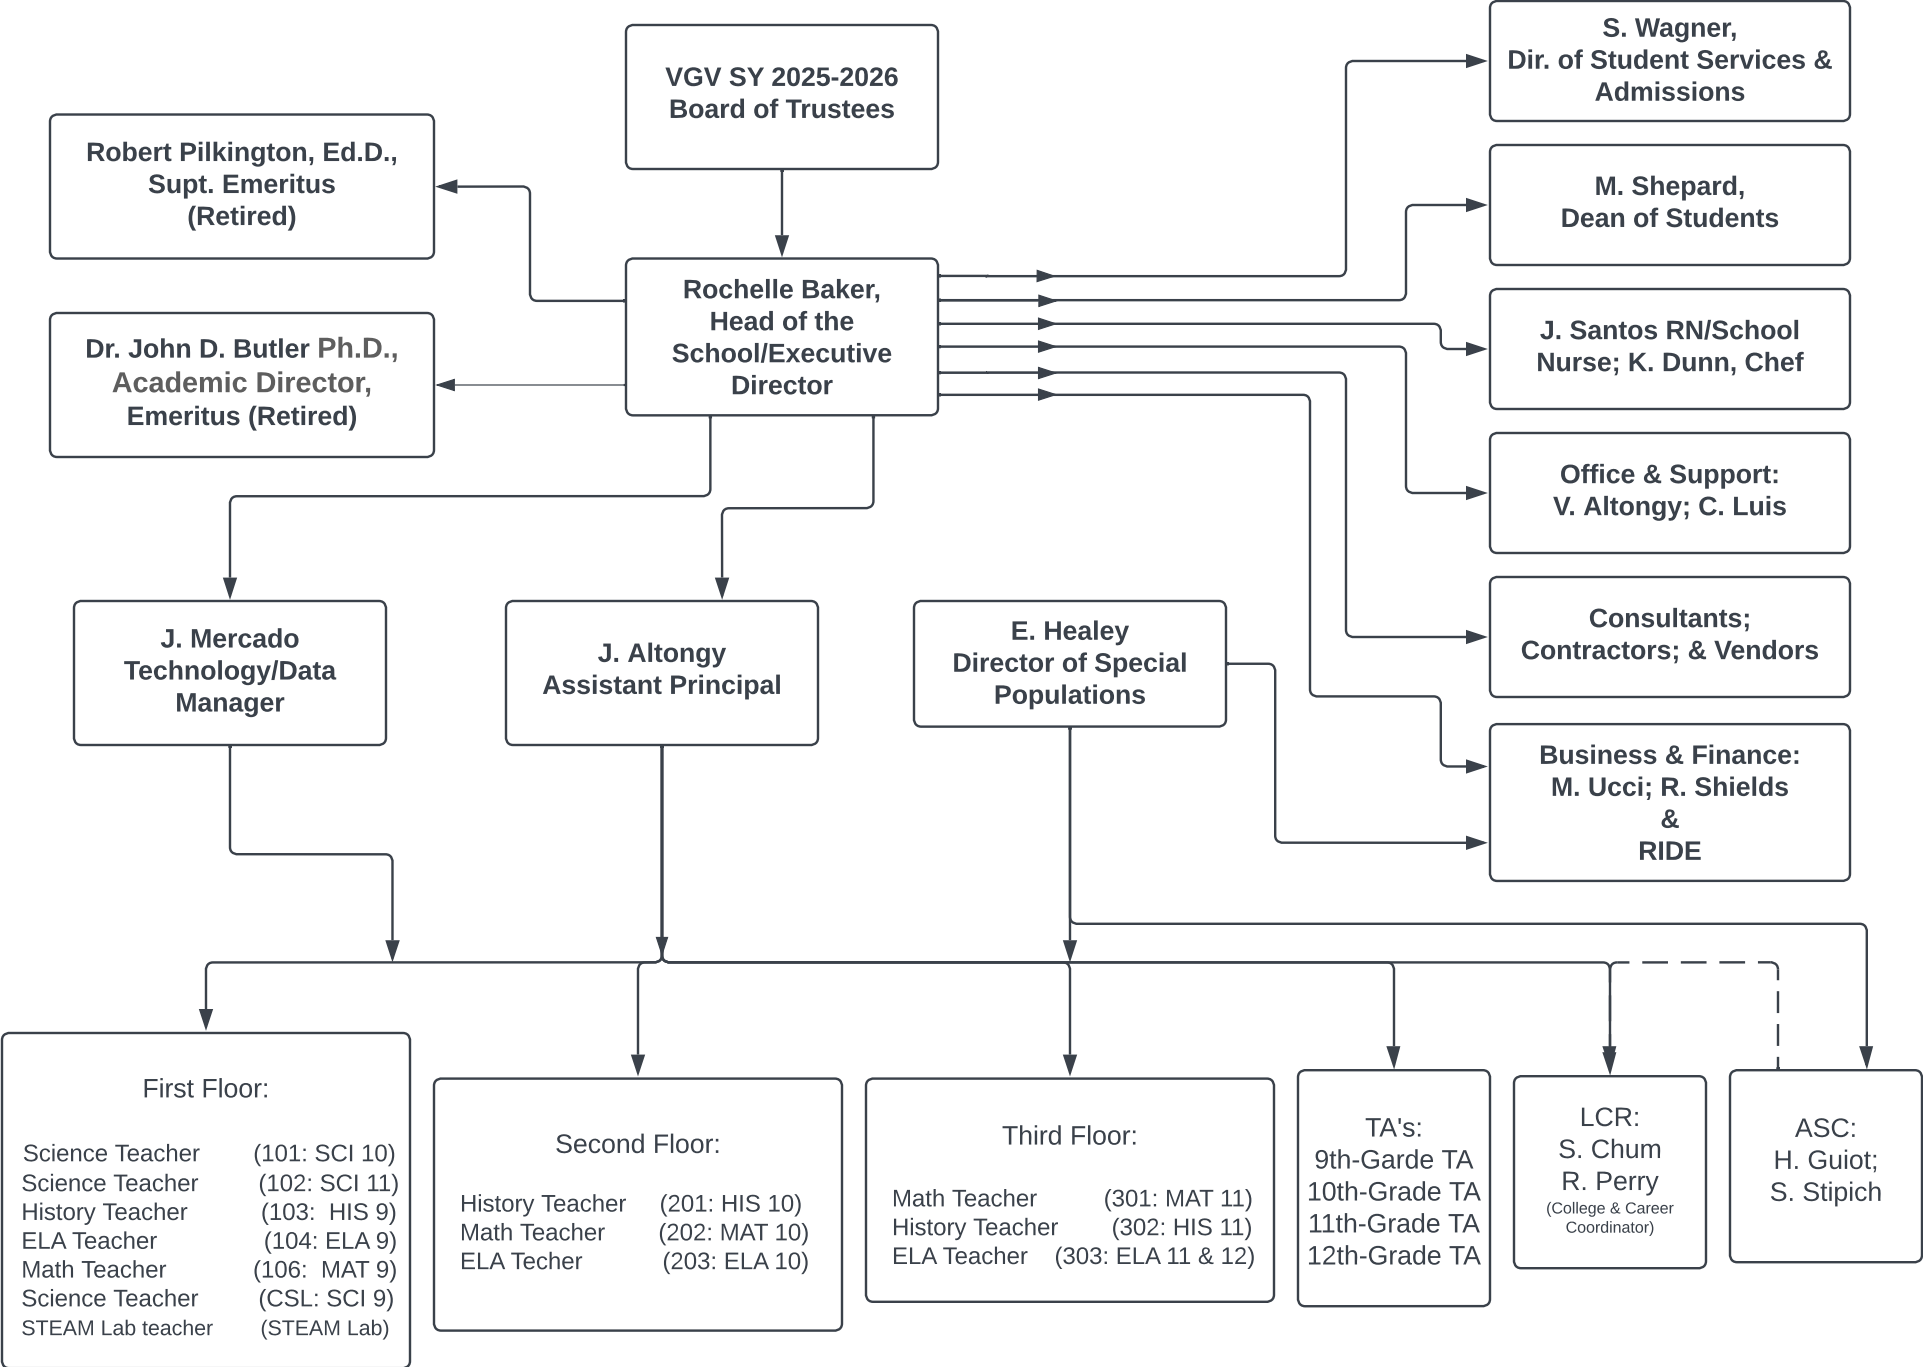 VGV SY 2025-2026
Board of Trustees
Robert Pilkington, Ed.D.,
Supt. Emeritus
(Retired)
Dr. John D. Butler Ph.D.,
Academic Director,
Emeritus (Retired)
Rochelle Baker,
Head of the
School/Executive
Director
S. Wagner,
Dir. of Student Services &
Admissions
M. Shepard,
Dean of Students
J. Santos RN/School
Nurse; K. Dunn, Chef
Office & Support:
V. Altongy; C. Luis
Consultants;
Contractors; & Vendors
Business & Finance:
M. Ucci; R. Shields
&
RIDE
J. Mercado
Technology/Data
Manager
J. Altongy
Assistant Principal
E. Healey
Director of Special
Populations
First Floor:
Science Teacher (101: SCI 10)
Science Teacher (102: SCI 11)
History Teacher (103: HIS 9)
ELA Teacher (104: ELA 9)
Math Teacher (106: MAT 9)
Science Teacher (CSL: SCI 9)
STEAM Lab teacher (STEAM Lab)
Second Floor:
History Teacher (201: HIS 10)
Math Teacher (202: MAT 10)
ELA Techer (203: ELA 10)
Third Floor:
Math Teacher (301: MAT 11)
History Teacher (302: HIS 11)
ELA Teacher (303: ELA 11 & 12)
TA's:
9th-Garde TA
10th-Grade TA
11th-Grade TA
12th-Grade TA
LCR:
S. Chum
R. Perry
(College & Career
Coordinator)
ASC:
H. Guiot;
S. Stipich